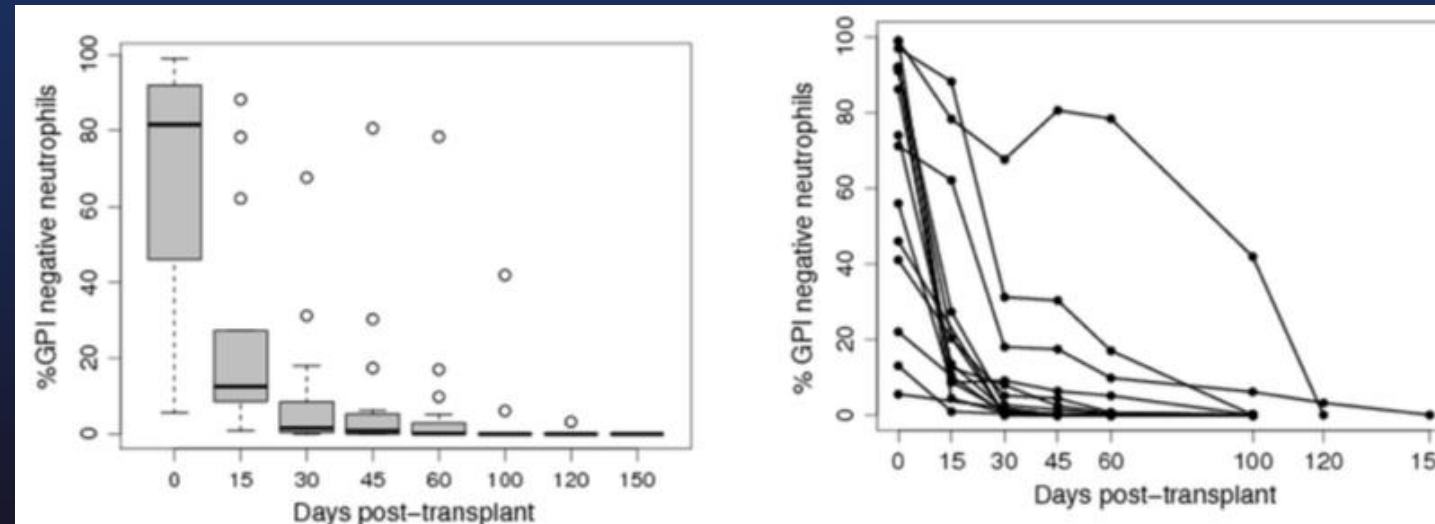 %GPI negative neutrophils
100
80
60
40
20
0
0 15 30 45 60 100 120 150
Days post-transplant
% GPI negative neutrophils
100
80
60
40
20
0
0 15 30 45 60 100 120 15
Days post-transplant